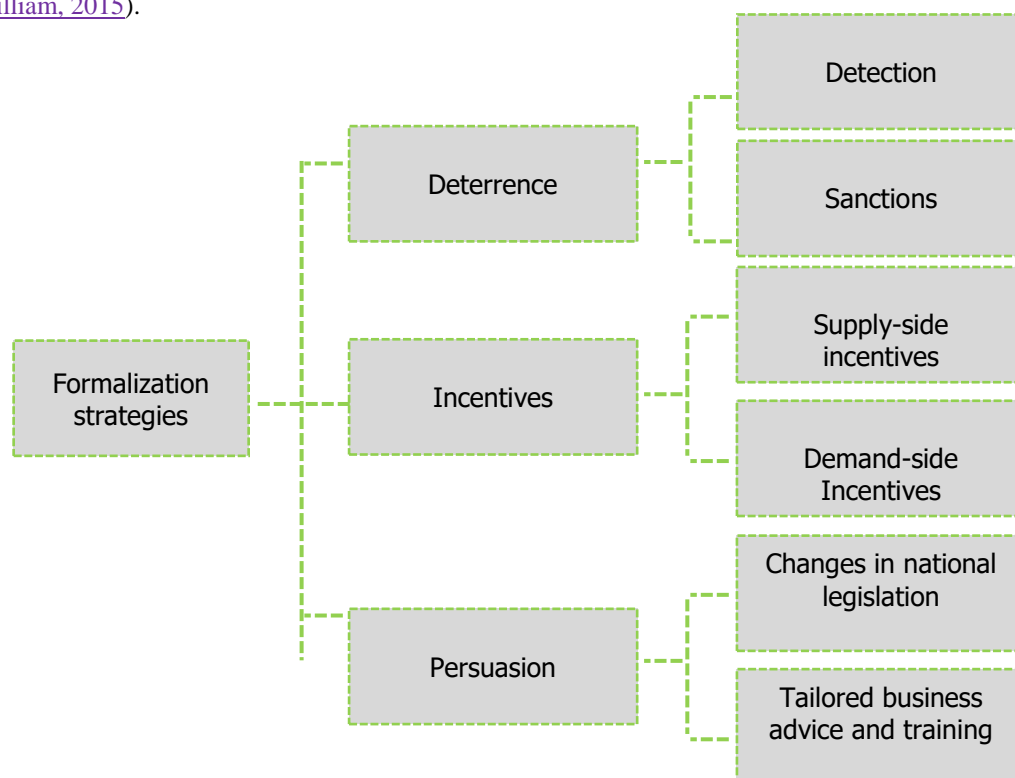 illiam, 2015).
Detection
Deterrence
Sanctions
Supply-side
incentives
Formalization
strategies
Incentives
Demand-side
Incentives
Changes in national
legislation
Persuasion
Tailored business
advice and training